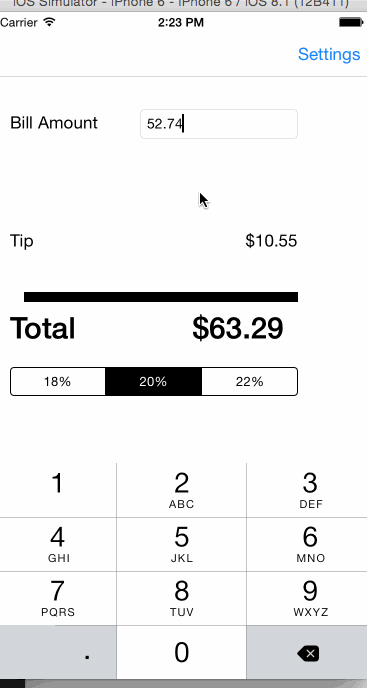 iOS Simulator - iPhone 6 - iPhone 6 / iOS 8.1 (12B411)
Carrier 2:23 PM
Settings
Bill Amount 52.74
Tip $10.55
Total $63.29
18% 20% 22%
1 2 3
ABC DEF
4 5 6
GHI JKL MNO
7 8 9
PQRS TUV WXYZ
. 0